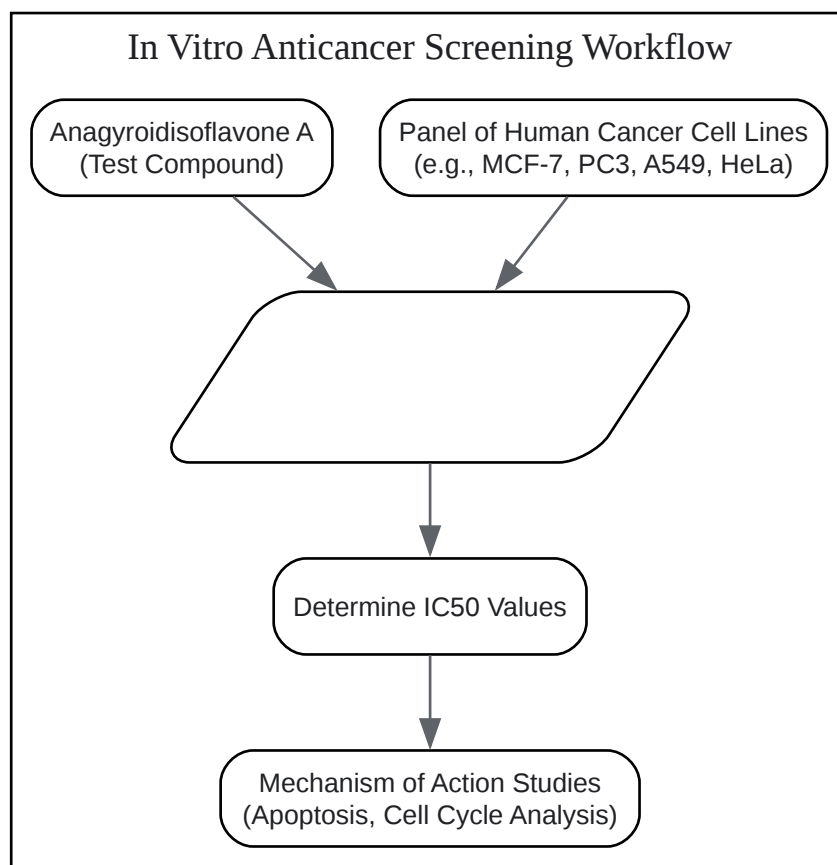 In Vitro Anticancer Screening Workflow
Anagyroidisoflavone A
(Test Compound)
Panel of Human Cancer Cell Lines
(e.g., MCF-7, PC3, A549, HeLa)
Determine IC50 Values
Mechanism of Action Studies
(Apoptosis, Cell Cycle Analysis)